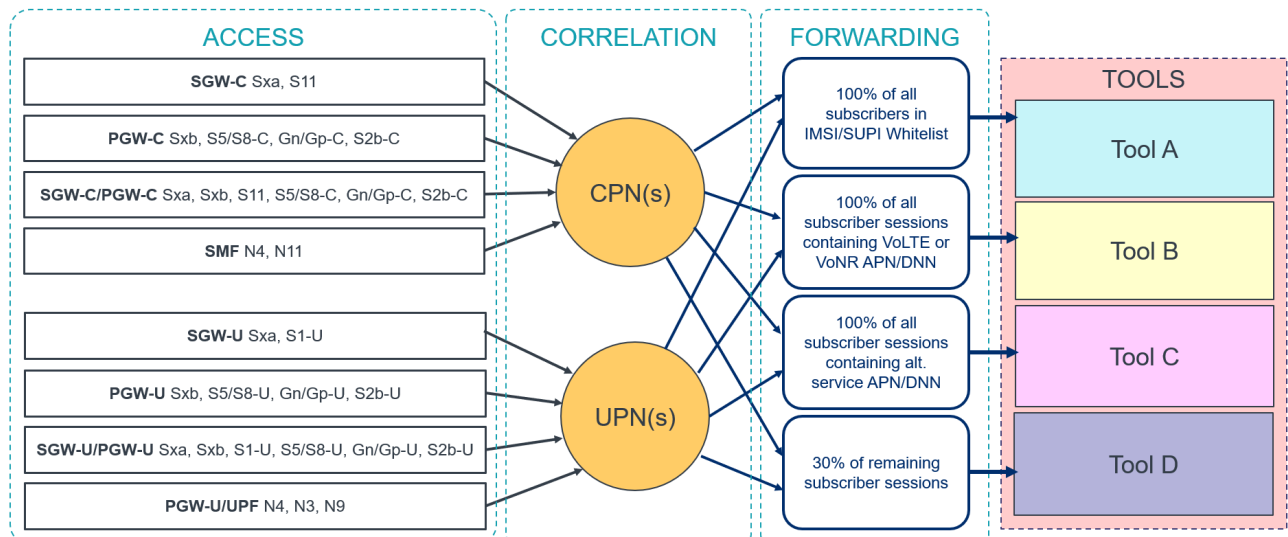 ACCESS
SGW-C Sxa, S11
PGW-C Sxb, S5/S8-C, Gn/Gp-C, S2b-C
SGW-C/PGW-C Sxa, Sxb, S11, S5/S8-C, Gn/Gp-C, S2b-C
SMF N4, N11
SGW-U Sxa, S1-U
PGW-U Sxb, S5/S8-U, Gn/Gp-U, S2b-U
SGW-U/PGW-U Sxa, Sxb, S1-U, S5/S8-U, Gn/Gp-U, S2b-U
PGW-U/UPF N4, N3, N9
CORRELATION
CPN(s)
UPN(s)
FORWARDING
100% of all
subscribers in
IMSI/SUPI Whitelist
100% of all
subscriber sessions
containing VoLTE or
VoNR APN/DNN
100% of all
subscriber sessions
containing alt.
service APN/DNN
30% of remaining
subscriber sessions
TOOLS
Tool A
Tool B
Tool C
Tool D